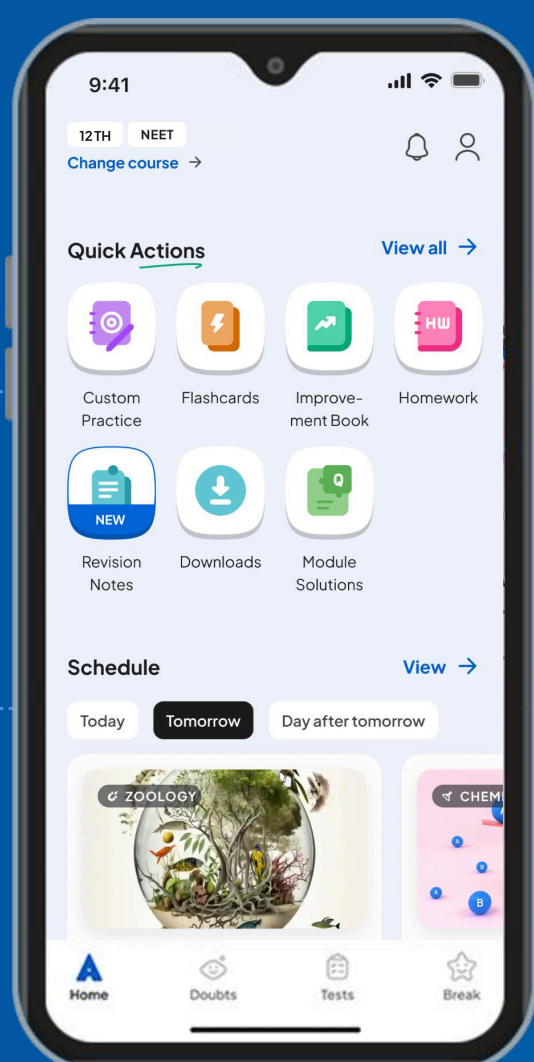 9:41
12TH NEET
Change course →
Quick Actions
View all →
Custom Practice
Flashcards
Improve-
ment Book
Homework
HW
NEW
Q
Revision Notes
Downloads
Module Solutions
Schedule
View →
Today
Tomorrow
Day after tomorrow
ZOOLOGY
CHEM
A
B
A
B
A
B
Home
Doubts
Tests
Break